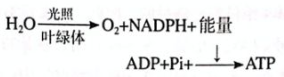 H₂O 光照 叶绿体 → O₂+NADPH+能量
ADP+Pi+ → ATP